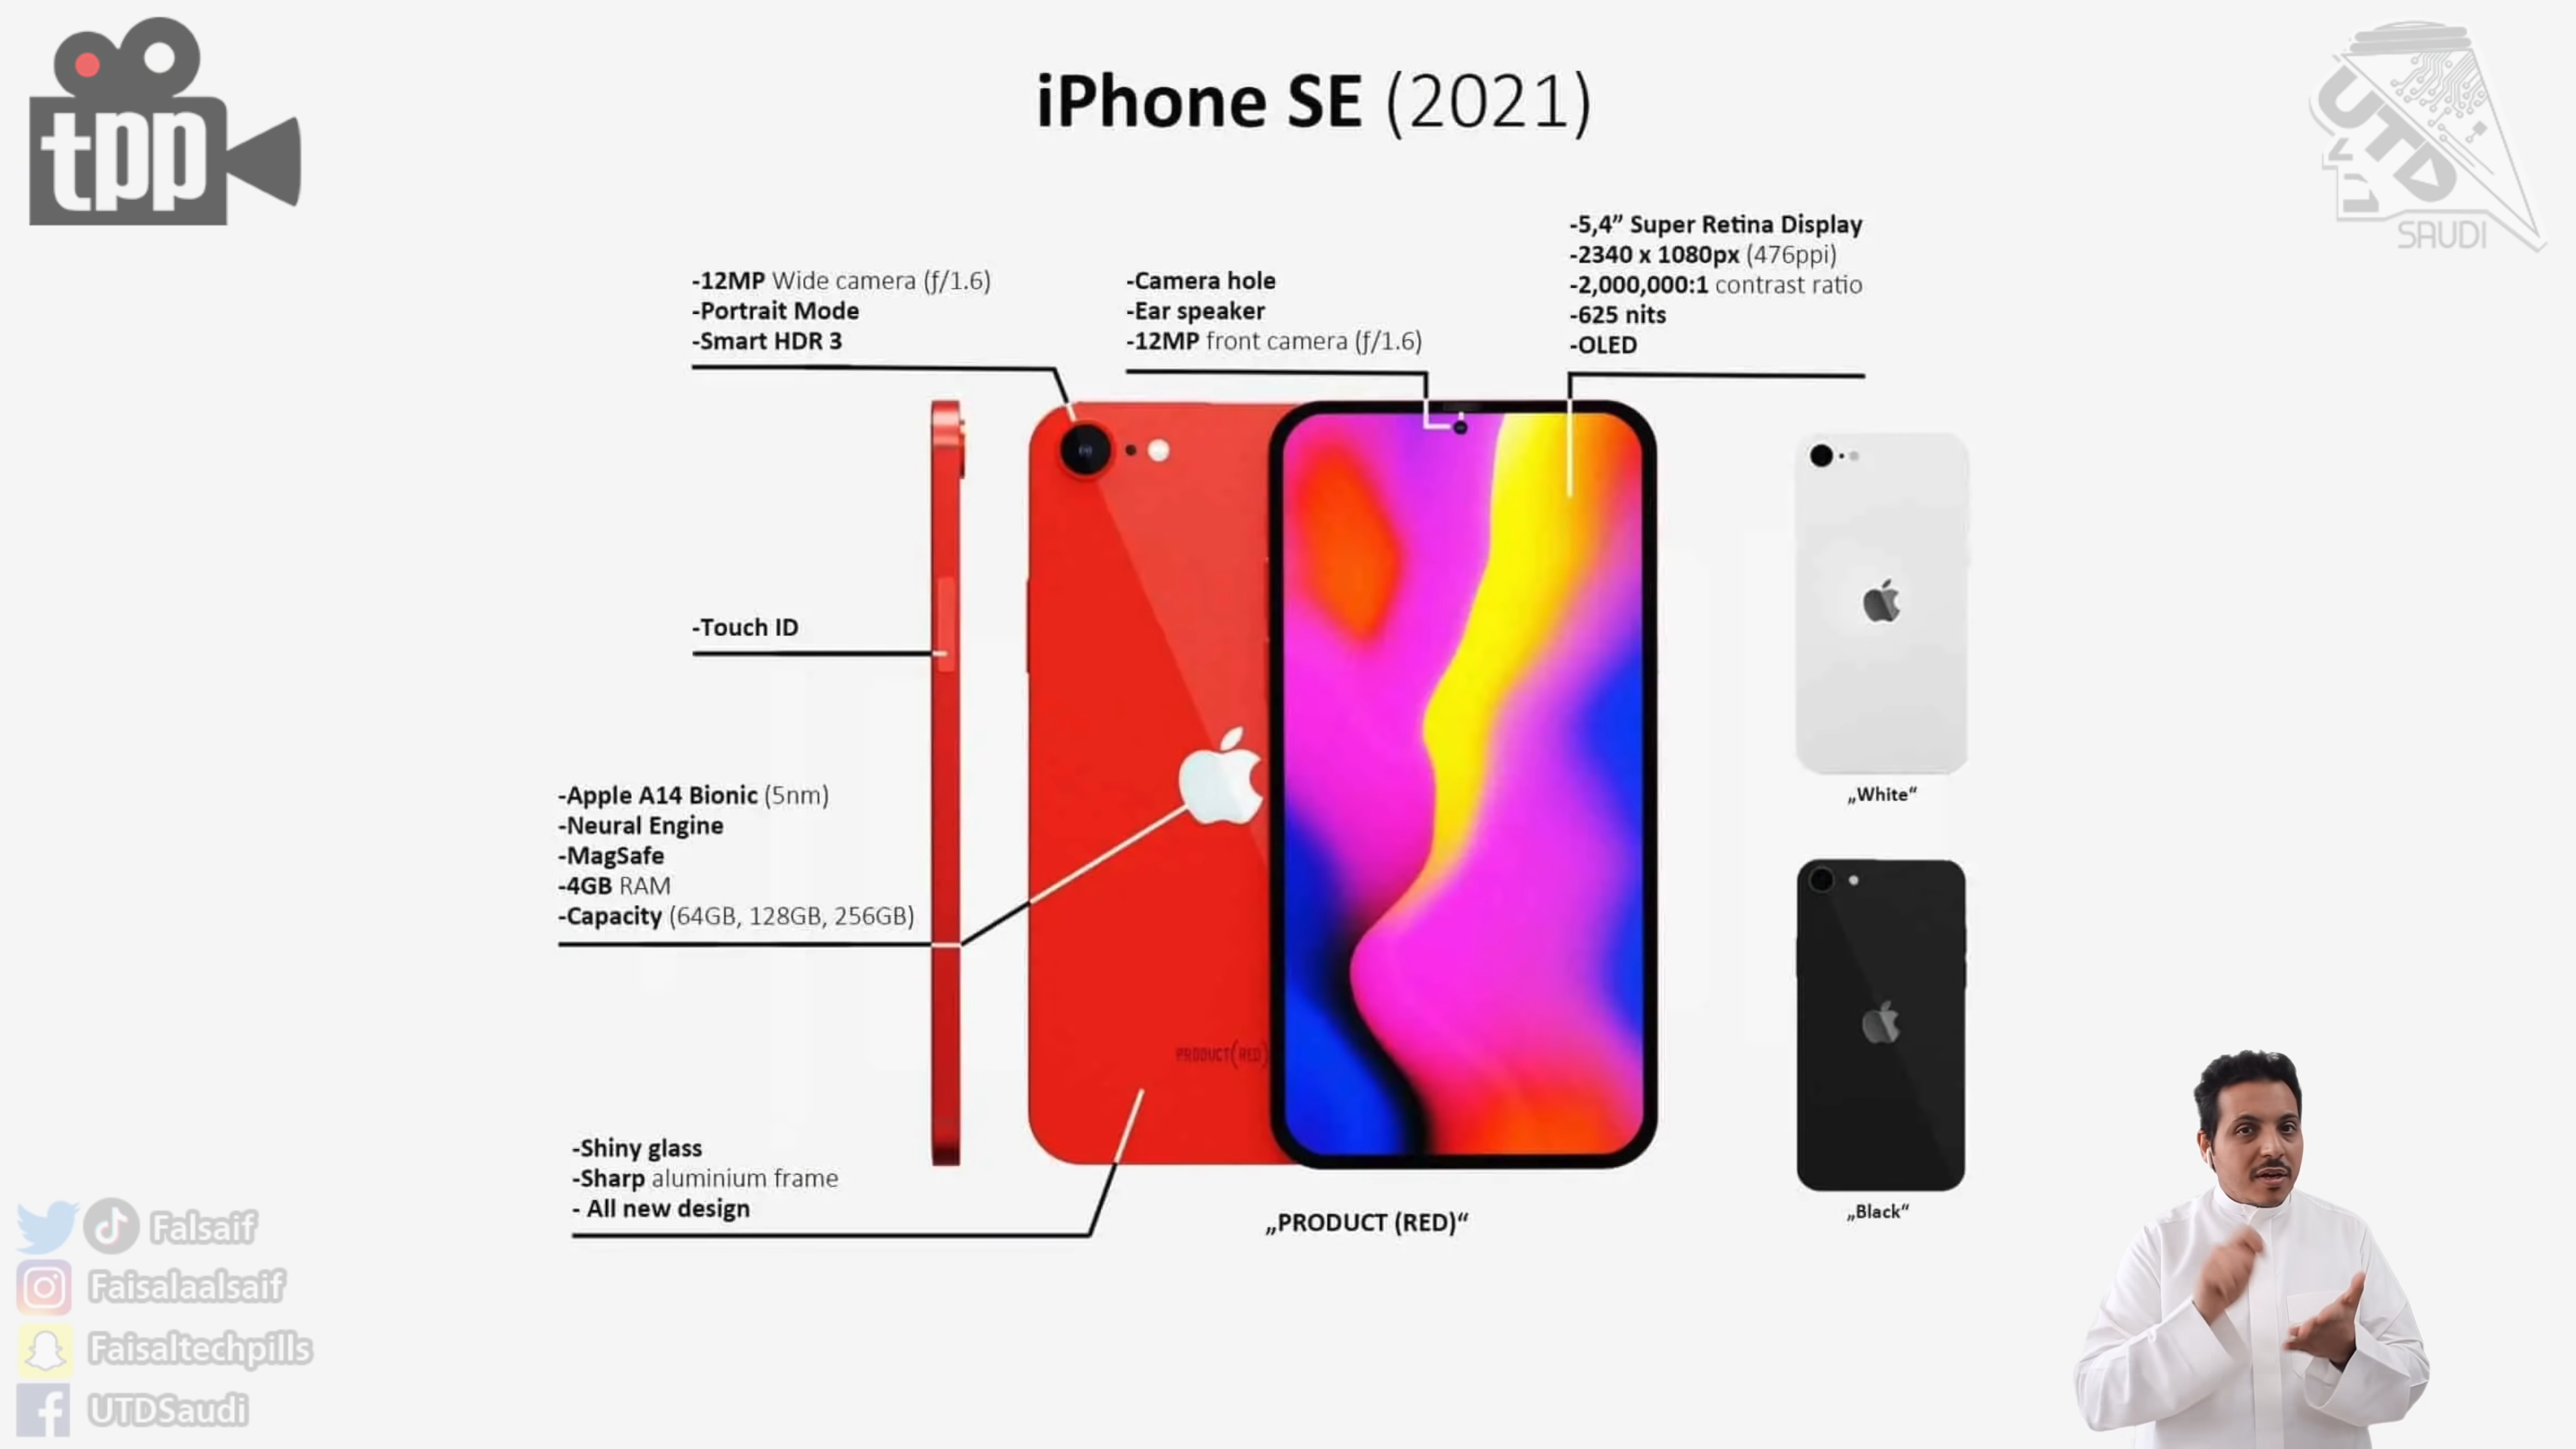 tpp
iPhone SE (2021)
UTD
SAUDI
-12MP Wide camera (ƒ/1.6)
-Portrait Mode
-Smart HDR 3
-Camera hole
-Ear speaker
-12MP front camera (ƒ/1.6)
-5,4” Super Retina Display
-2340 x 1080px (476ppi)
-2,000,000:1 contrast ratio
-625 nits
-OLED
-Touch ID
-Apple A14 Bionic (5nm)
-Neural Engine
-MagSafe
-4GB RAM
-Capacity (64GB, 128GB, 256GB)
„White“
PRODUCT(RED)
-Shiny glass
-Sharp aluminium frame
- All new design
„PRODUCT (RED)“
„Black“
Falsaif
Faisalaalsaif
Faisaltechpills
UTDSaudi